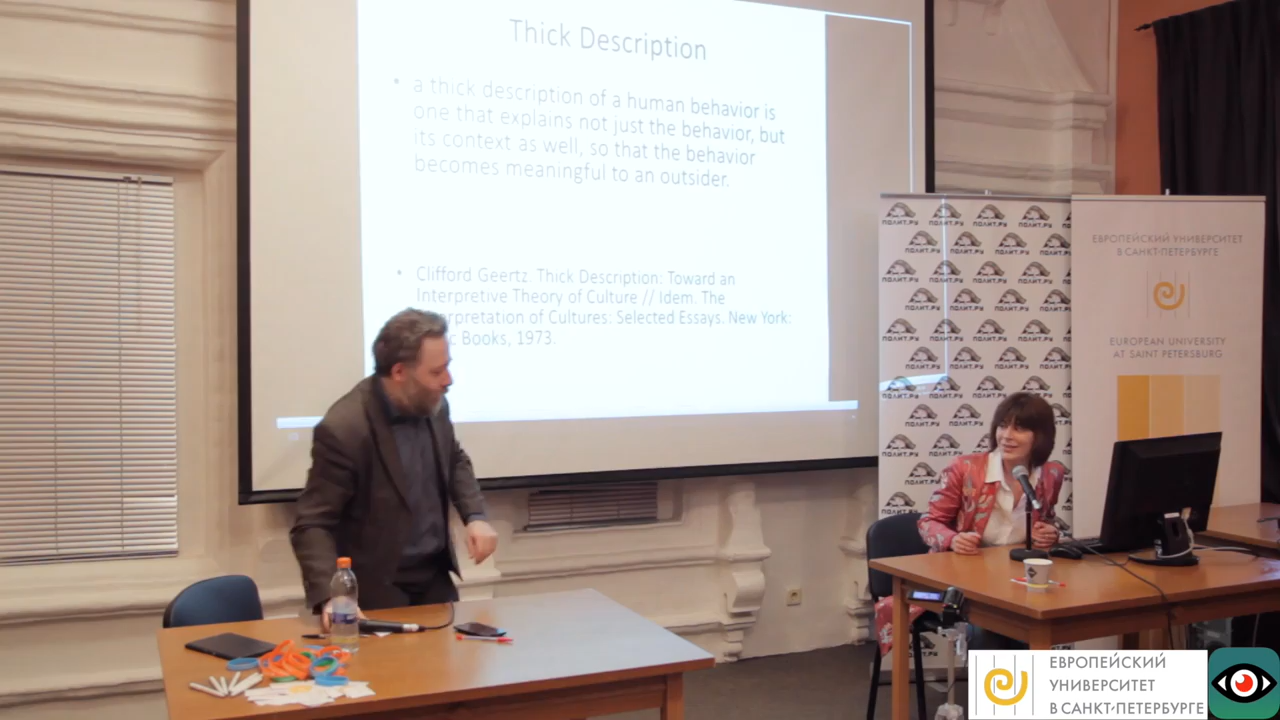 Thick Description
• a thick description of a human behavior is
one that explains not just the behavior, but
its context as well, so that the behavior
becomes meaningful to an outsider.
• Clifford Geertz. Thick Description: Toward an
Interpretive Theory of Culture // Idem. The
rpretation of Cultures: Selected Essays. New York:
c Books, 1973.
ПОЛИТ.РУ
ЕВРОПЕЙСКИЙ УНИВЕРСИТЕТ
В САНКТ-ПЕТЕРБУРГЕ
EUROPEAN UNIVERSITY
AT SAINT PETERSBURG
ЕВРОПЕЙСКИЙ
УНИВЕРСИТЕТ
В САНКТ-ПЕТЕРБУРГЕ